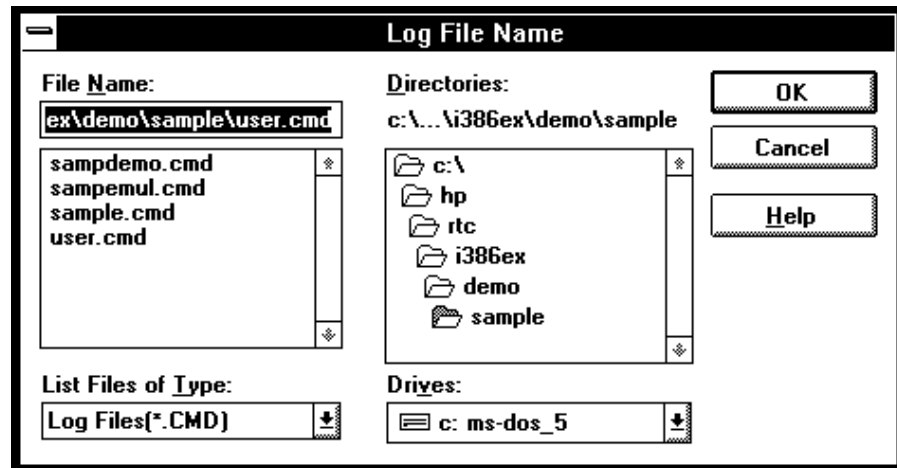 Log File Name
File Name:
ex\demo\sample\user.cmd
sampdemo.cmd
sampemul.cmd
sample.cmd
user.cmd
List Files of Type:
Log Files(*.CMD)
Directories:
c:\...\i386ex\demo\sample
c:\
hp
rtc
i386ex
demo
sample
Drives:
c: ms-dos_5
OK
Cancel
Help